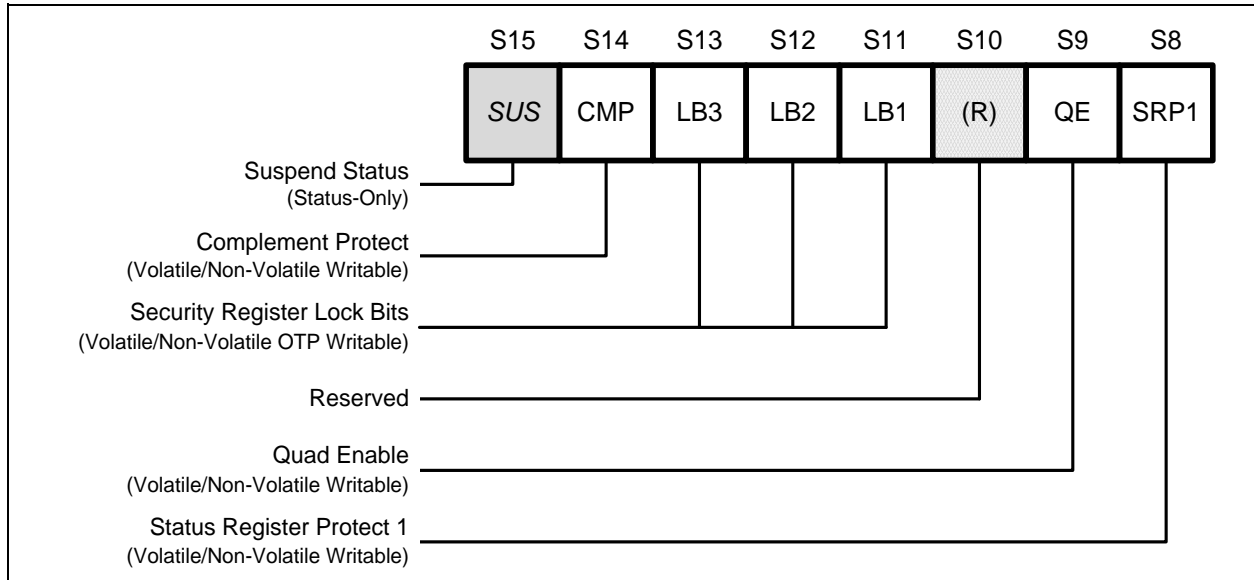 S15 S14 S13 S12 S11 S10 S9 S8
SUS CMP LB3 LB2 LB1 (R) QE SRP1
Suspend Status
(Status-Only)
Complement Protect
(Volatile/Non-Volatile Writable)
Security Register Lock Bits
(Volatile/Non-Volatile OTP Writable)
Reserved
Quad Enable
(Volatile/Non-Volatile Writable)
Status Register Protect 1
(Volatile/Non-Volatile Writable)